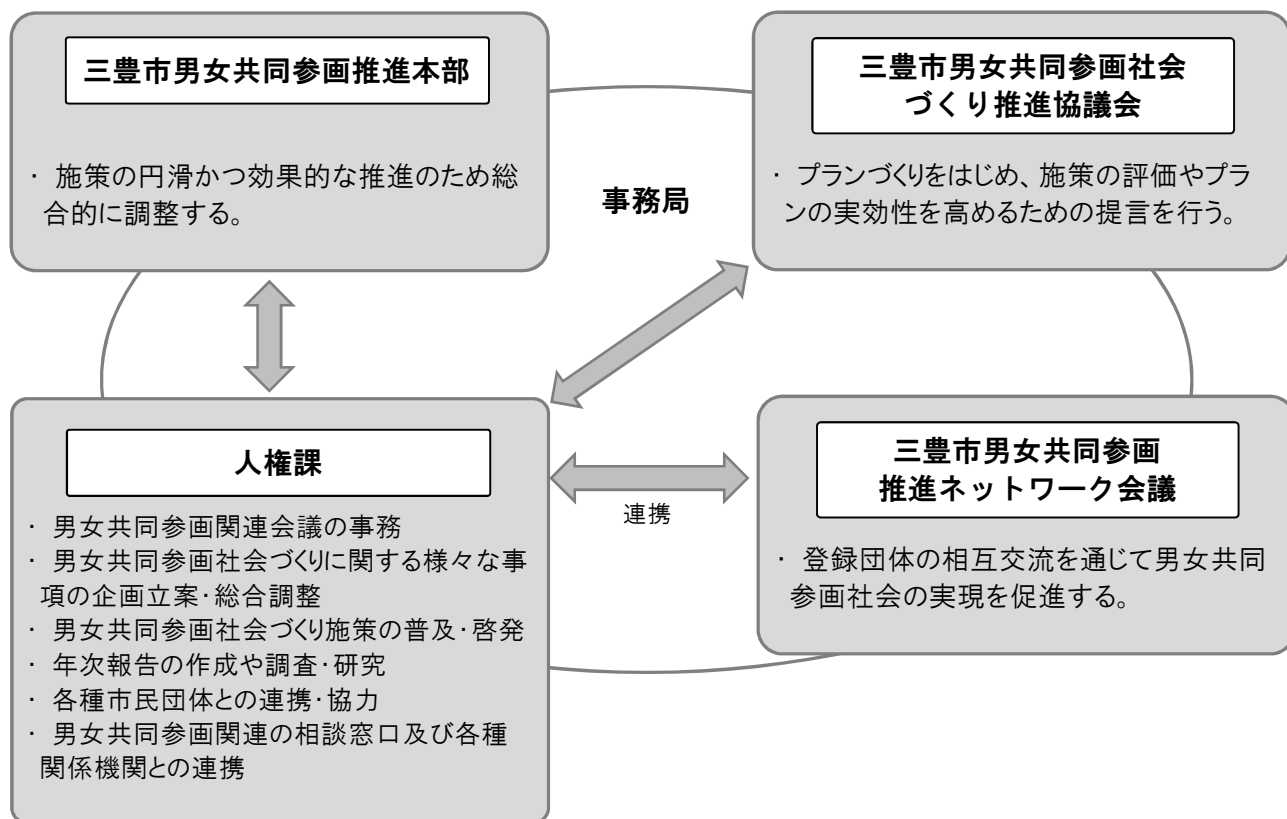 三豊市男女共同参画推進本部
・ 施策の円滑かつ効果的な推進のため総
合的に調整する。
三豊市男女共同参画社会
づくり推進協議会
・ プランづくりをはじめ、施策の評価やプラ
ンの実効性を高めるための提言を行う。
事務局
人権課
・ 男女共同参画関連会議の事務
・ 男女共同参画社会づくりに関する様々な事
項の企画立案・総合調整
・ 男女共同参画社会づくり施策の普及・啓発
・ 年次報告の作成や調査・研究
・ 各種市民団体との連携・協力
・ 男女共同参画関連の相談窓口及び各種
関係機関との連携
連携
三豊市男女共同参画
推進ネットワーク会議
・ 登録団体の相互交流を通じて男女共同
参画社会の実現を促進する。